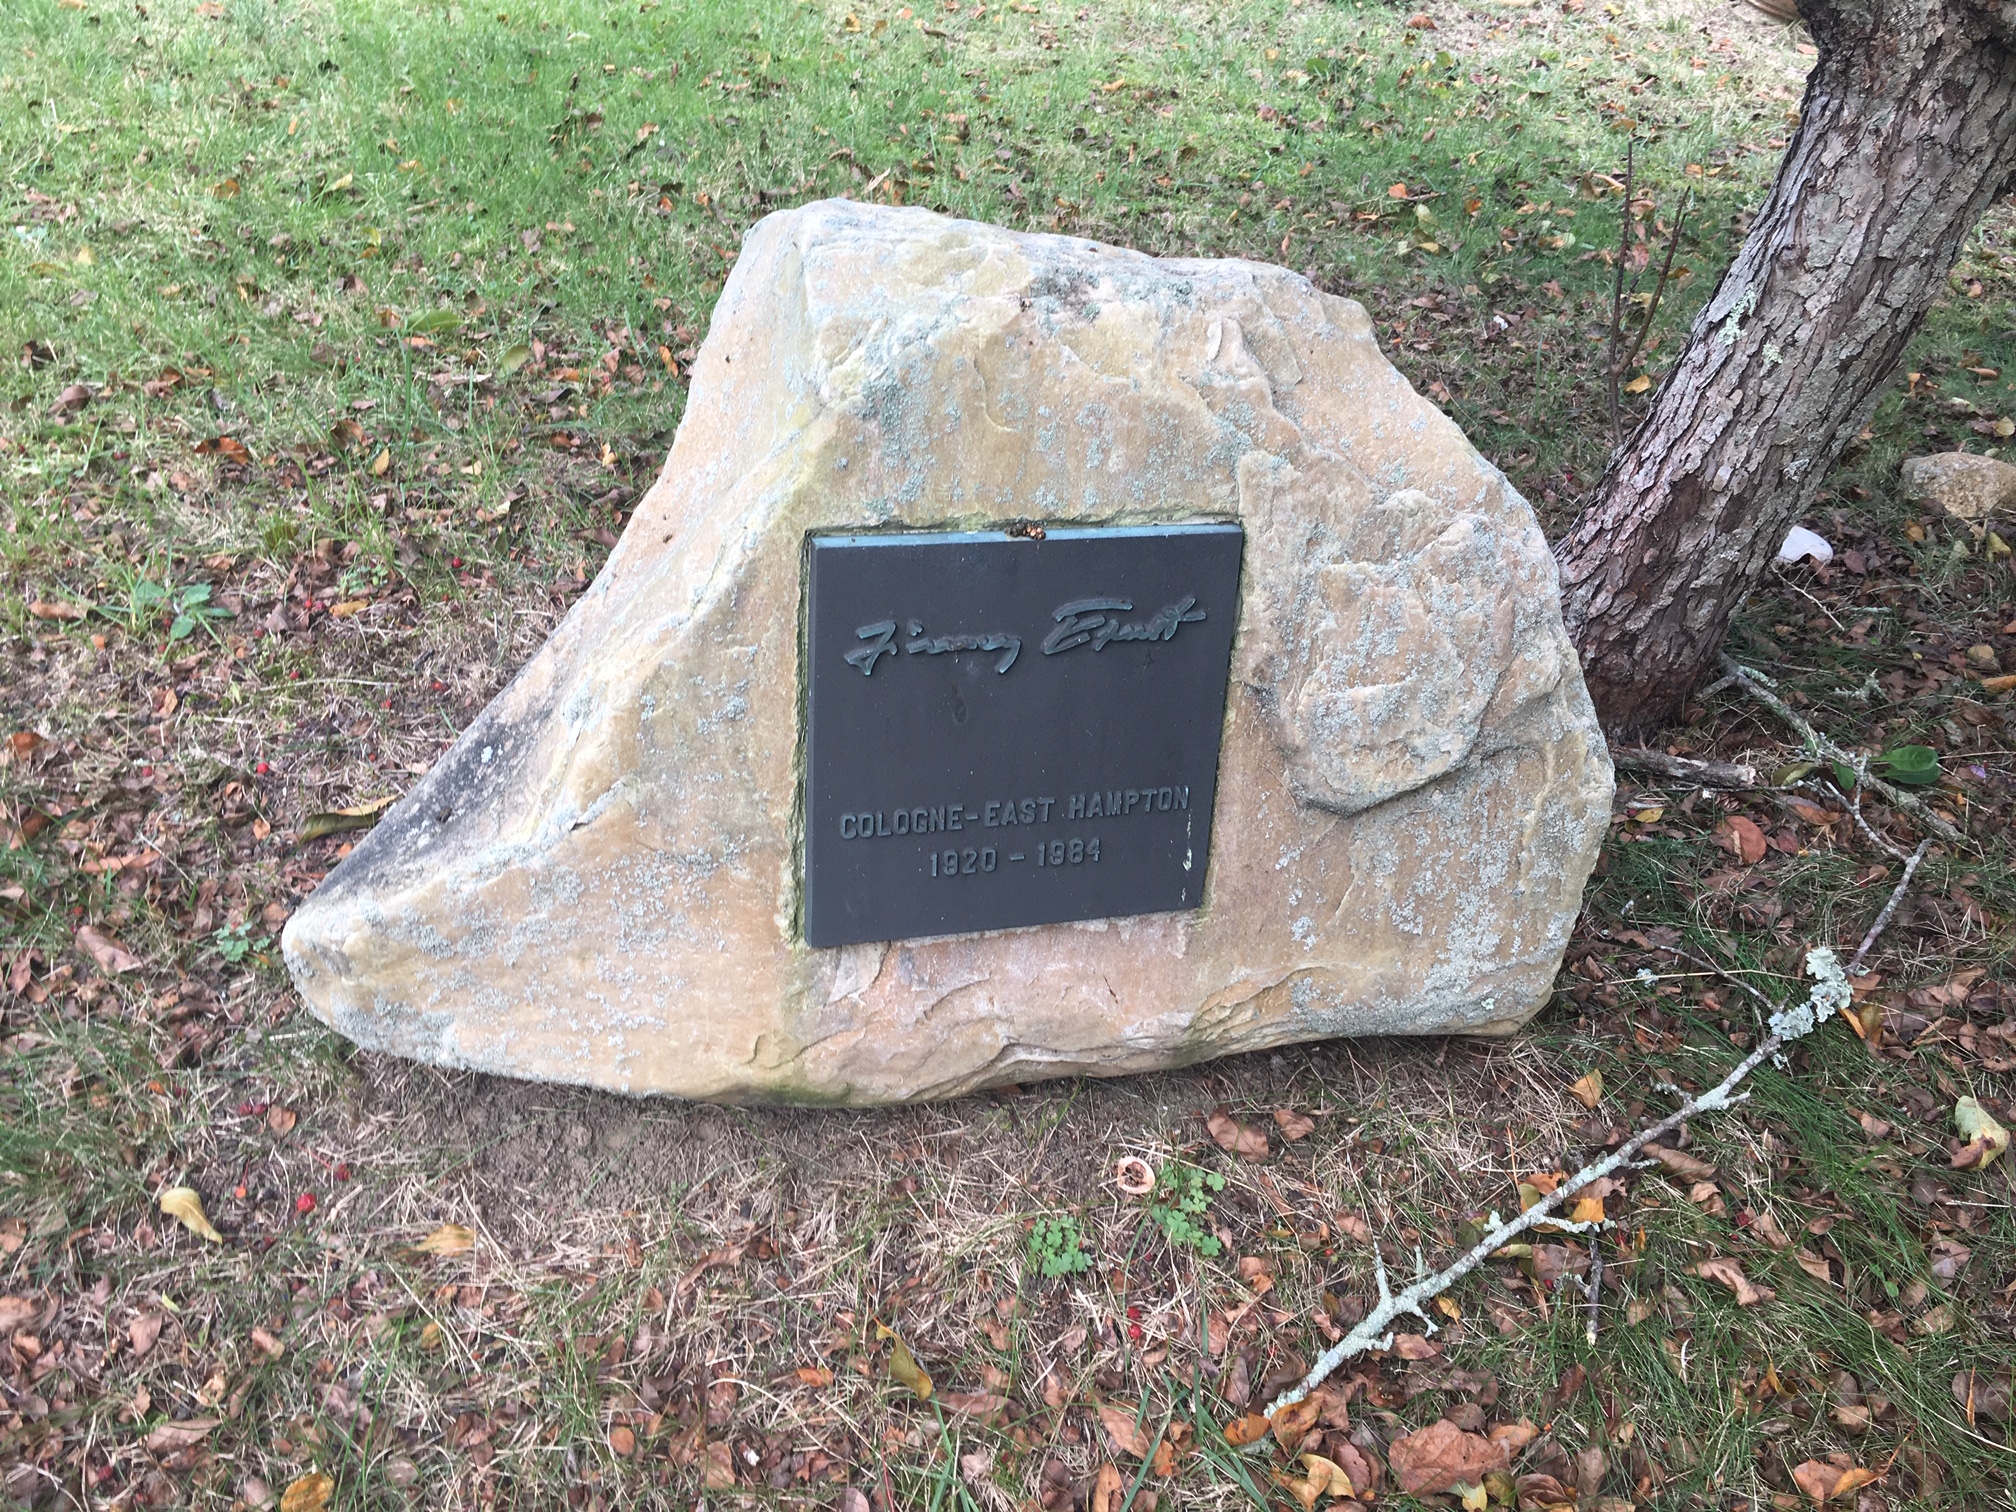 Jimmy Ernst
COLOGNE-EAST HAMPTON
1920 - 1984